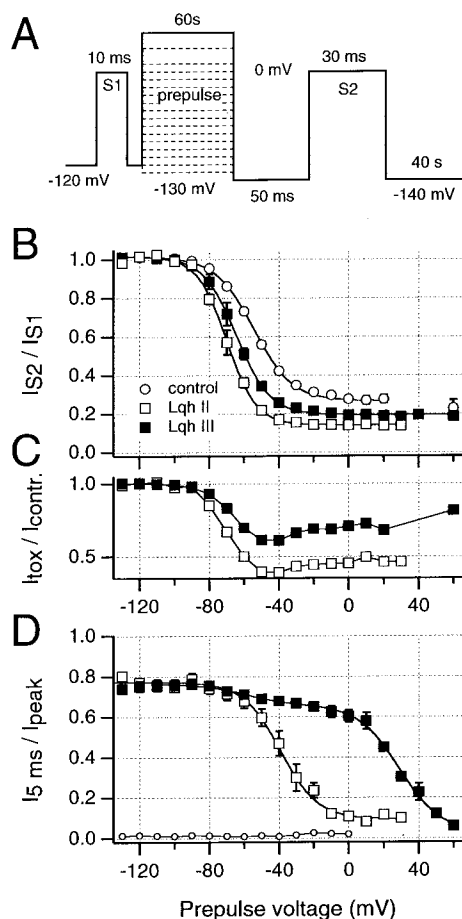 A
60s
10 ms
30 ms
S1
prepulse
0 mV
S2
40 s
-120 mV
-130mV
50 ms
-140 mV
B
1.0
0.8
0.6
0.4
0.2
0.0
IS2 / IS1
control
Lqh II
Lqh III
C
1.0
0.5
Itox / Icontr.
-120
-80
-40
0
40
D
1.0
0.8
0.6
0.4
0.2
0.0
I5 ms / Ipeak
-120
-80
-40
0
40
Prepulse voltage (mV)